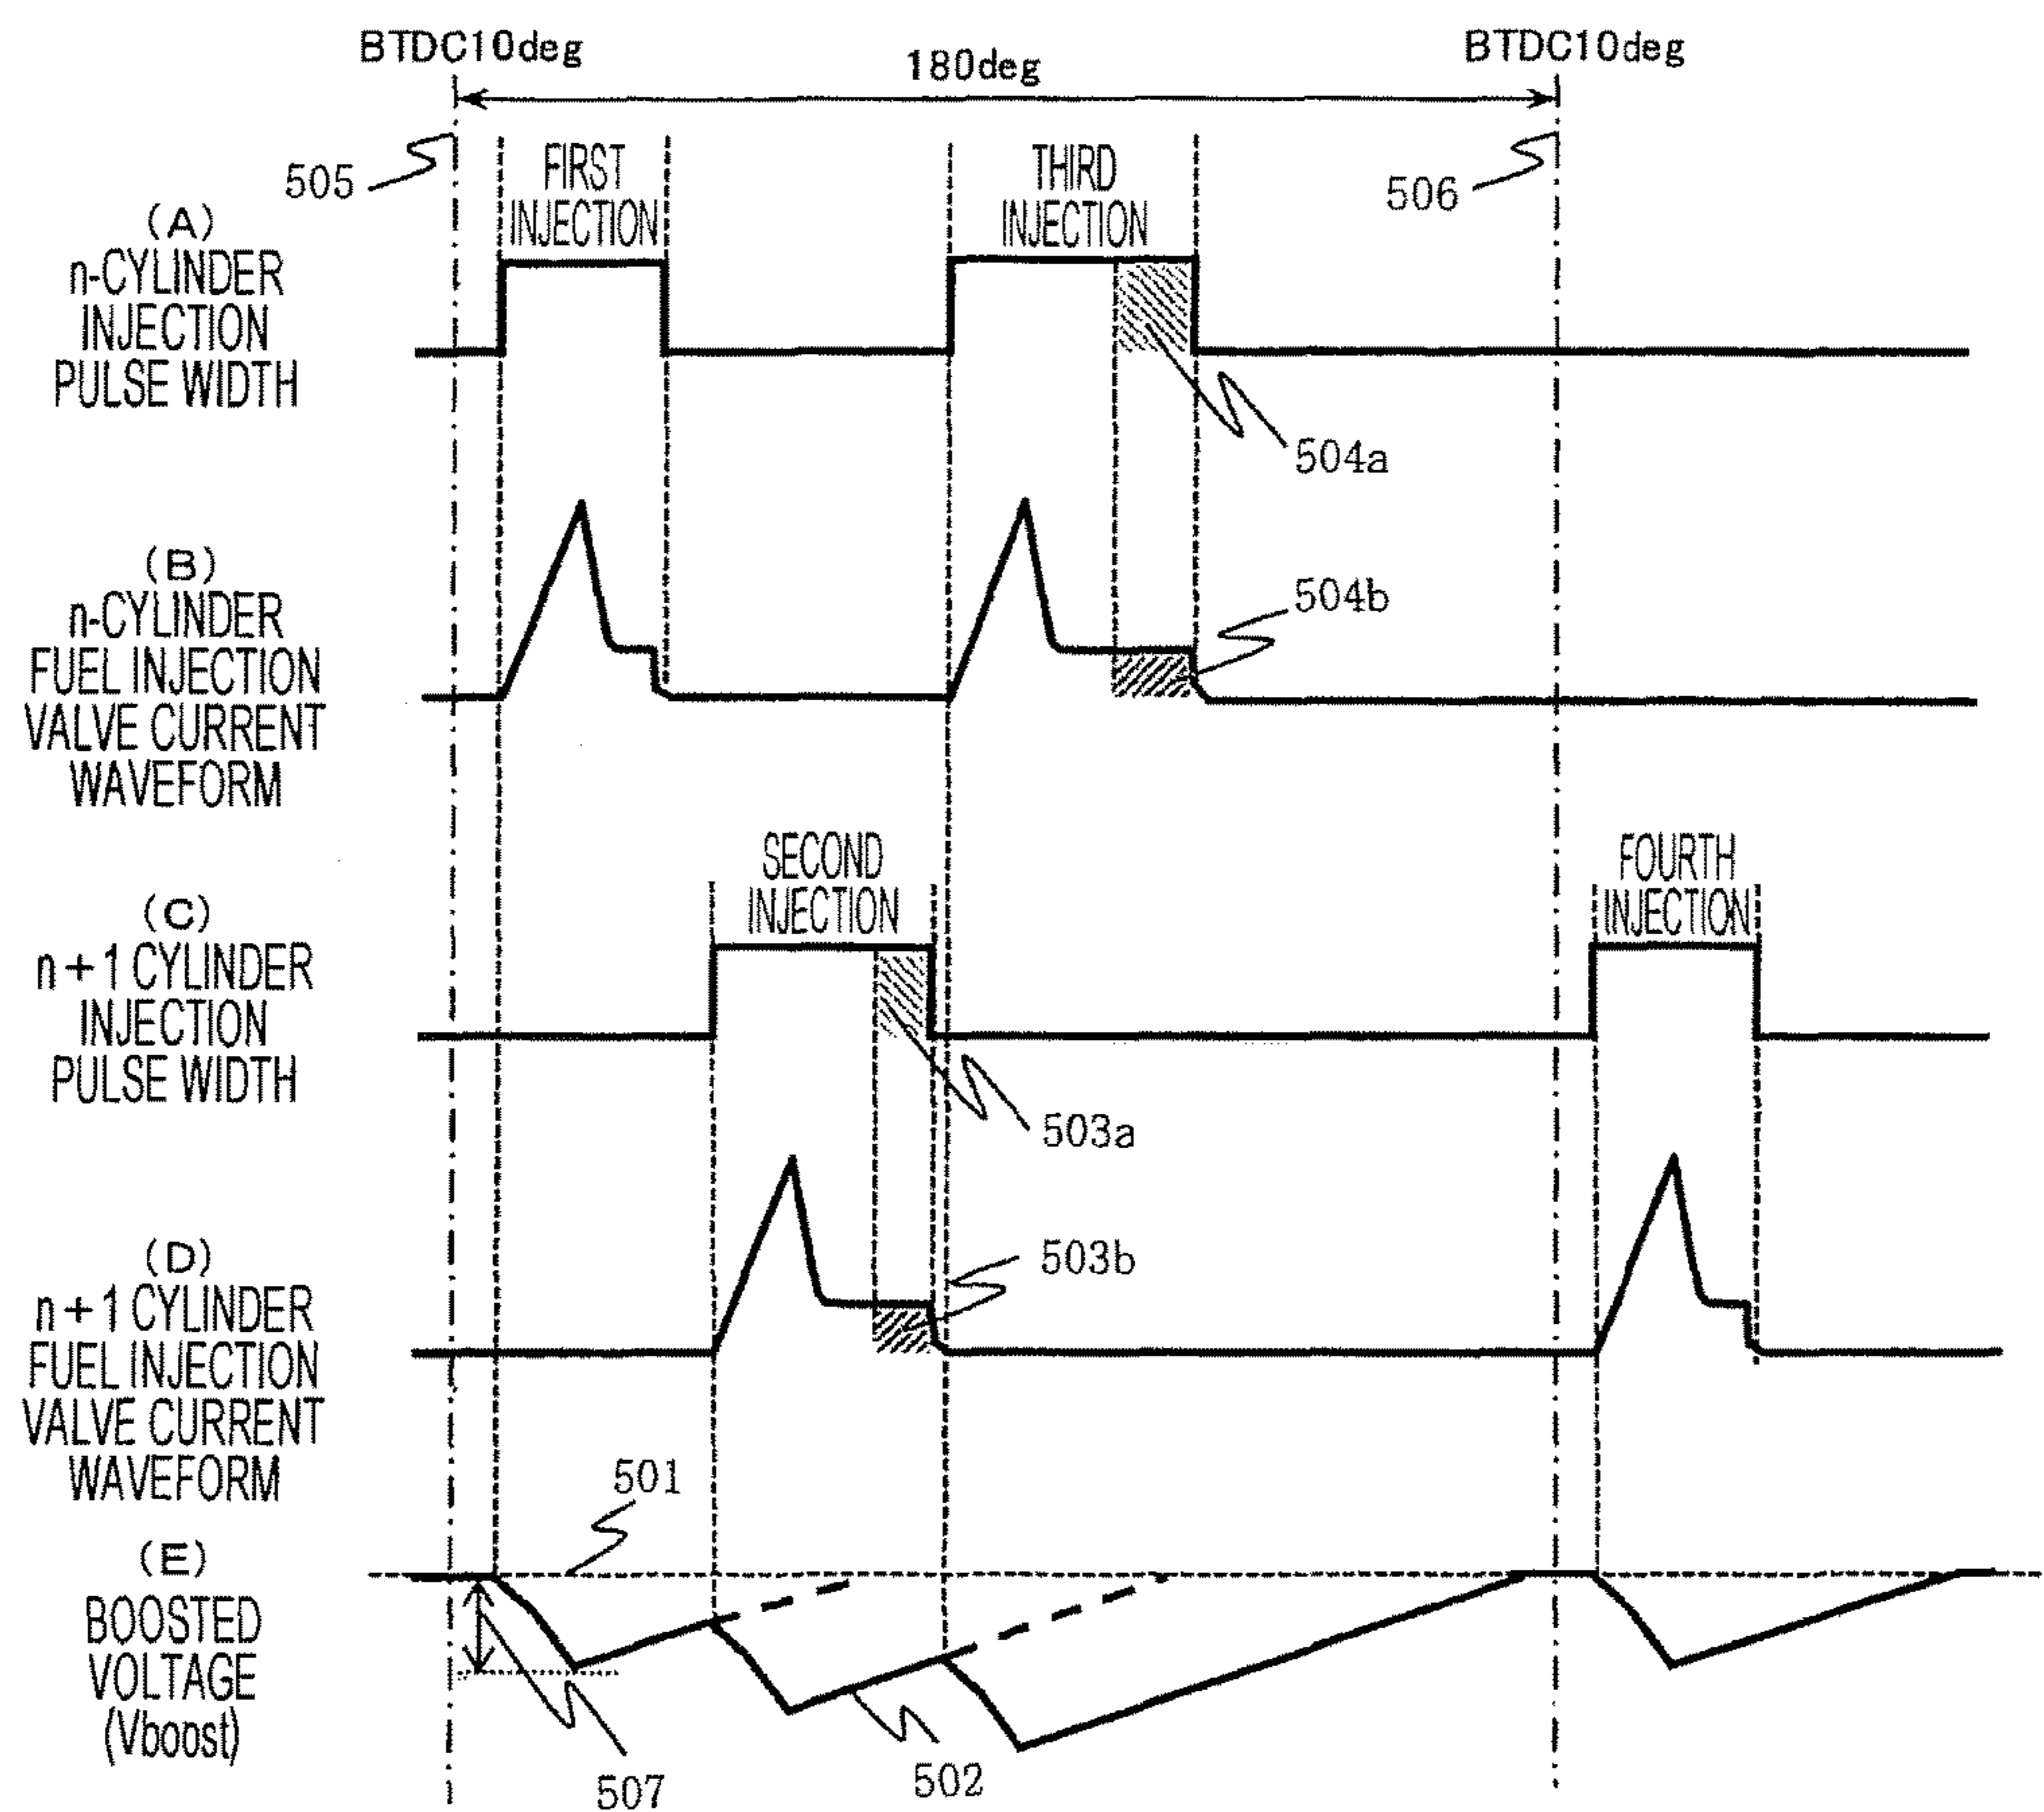 BTDC10deg
180deg
BTDC10deg
505
FIRST
INJECTION
THIRD
INJECTION
506
(A)
n-CYLINDER
INJECTION
PULSE WIDTH
504a
(B)
n-CYLINDER
FUEL INJECTION
VALVE CURRENT
WAVEFORM
504b
SECOND
INJECTION
FOURTH
INJECTION
(C)
n+1 CYLINDER
INJECTION
PULSE WIDTH
503a
(D)
n+1 CYLINDER
FUEL INJECTION
VALVE CURRENT
WAVEFORM
503b
501
(E)
BOOSTED
VOLTAGE
(Vboost)
507
502